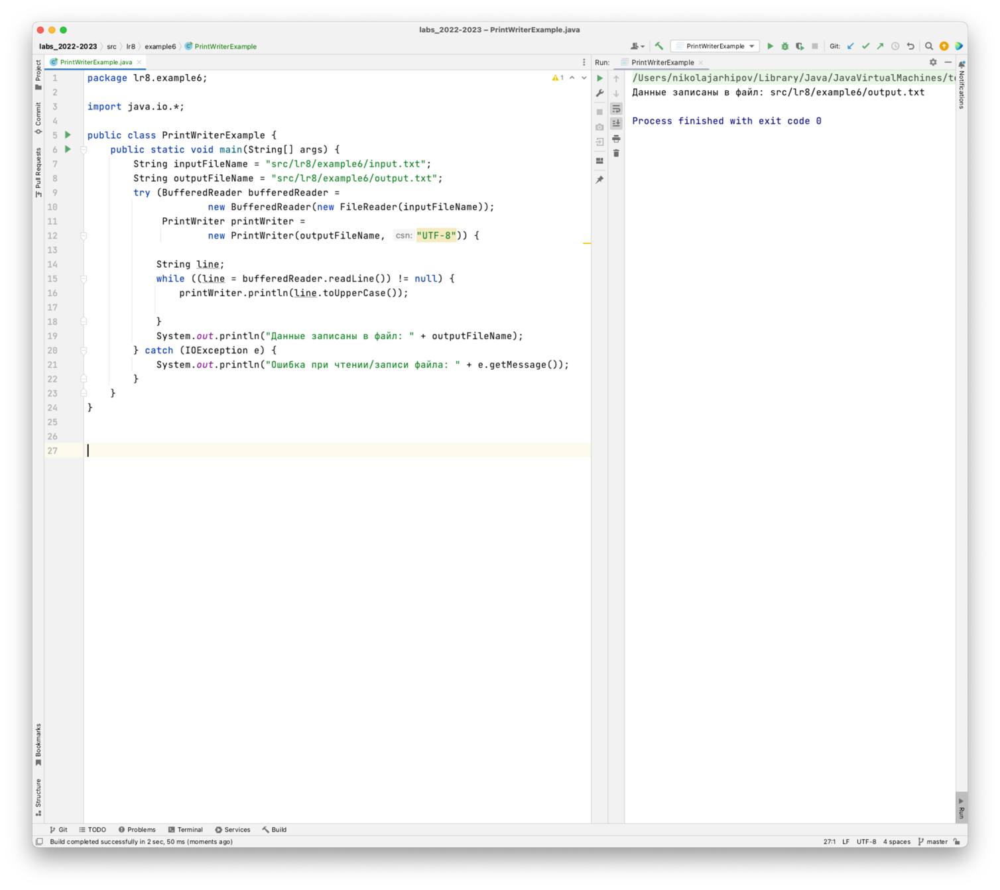 labs_2022-2023 – PrintWriterExample.java
labs_2022-2023 src lr8 example6 PrintWriterExample
PrintWriterExample Git:
PrintWriterExample.java
Run: PrintWriterExample
Project
Commit
Pull Requests
Bookmarks
Structure
1 package lr8.example6;
1
2
3 import java.io.*;
4
5 public class PrintWriterExample {
6 public static void main(String[] args) {
7 String inputFileName = "src/lr8/example6/input.txt";
8 String outputFileName = "src/lr8/example6/output.txt";
9 try (BufferedReader bufferedReader =
10 new BufferedReader(new FileReader(inputFileName));
11 PrintWriter printWriter =
12 new PrintWriter(outputFileName, csn: "UTF-8")) {
13
14 String line;
15 while ((line = bufferedReader.readLine()) != null) {
16 printWriter.println(line.toUpperCase());
17
18 }
19 System.out.println("Данные записаны в файл: " + outputFileName);
20 } catch (IOException e) {
21 System.out.println("Ошибка при чтении/записи файла: " + e.getMessage());
22 }
23 }
24 }
25
26
27
/Users/nikolajarhipov/Library/Java/JavaVirtualMachines/
Данные записаны в файл: src/lr8/example6/output.txt
Process finished with exit code 0
Notifications
Run
Git TODO Problems Terminal Services Build
Build completed successfully in 2 sec, 50 ms (moments ago)
27:1 LF UTF-8 4 spaces master